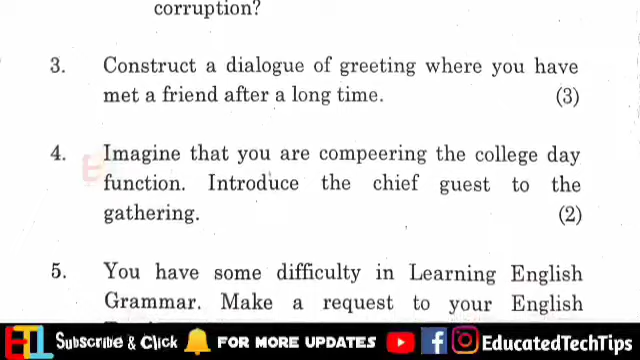 corruption?
3. Construct a dialogue of greeting where you have
met a friend after a long time. (3)
4. Imagine that you are compeering the college day
function. Introduce the chief guest to the
gathering. (2)
5. You have some difficulty in Learning English
Grammar. Make a request to your English
ETL Subscribe & Click FOR MORE UPDATES EducatedTechTips